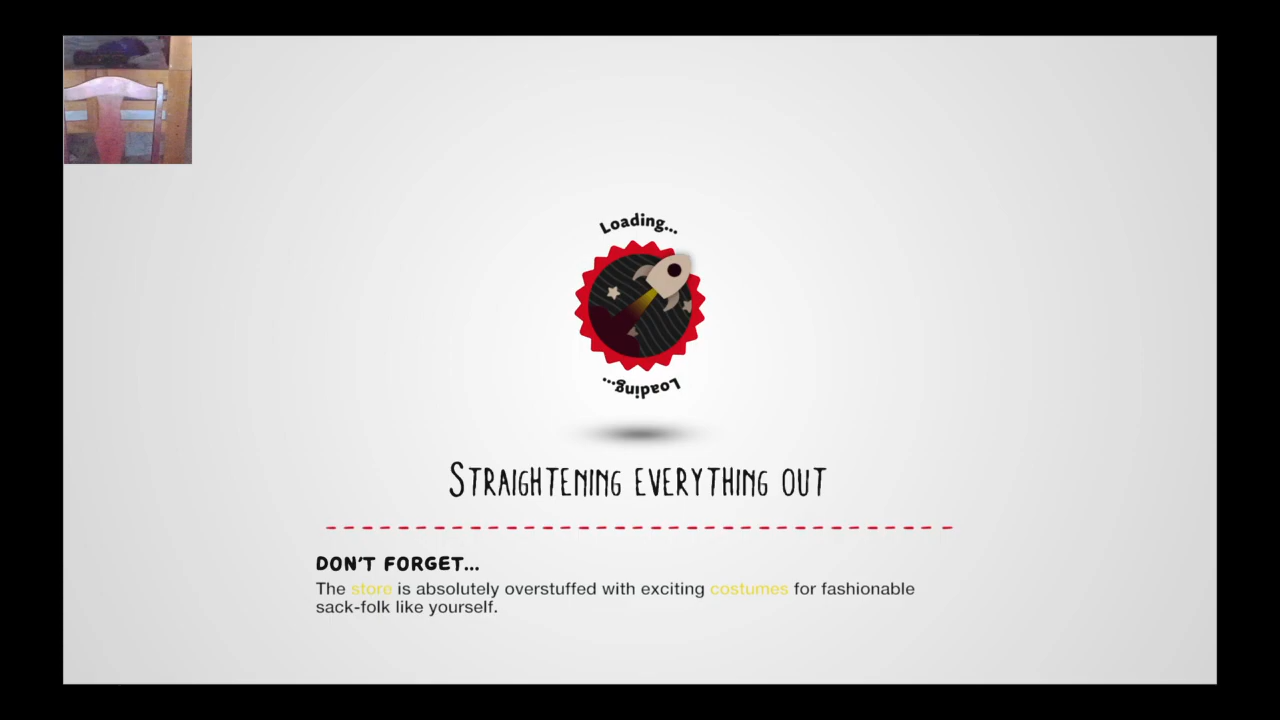 Loading...
Loading...
STRAIGHTENING EVERYTHING OUT
DON'T FORGET...
The store is absolutely overstuffed with exciting costumes for fashionable
sack-folk like yourself.